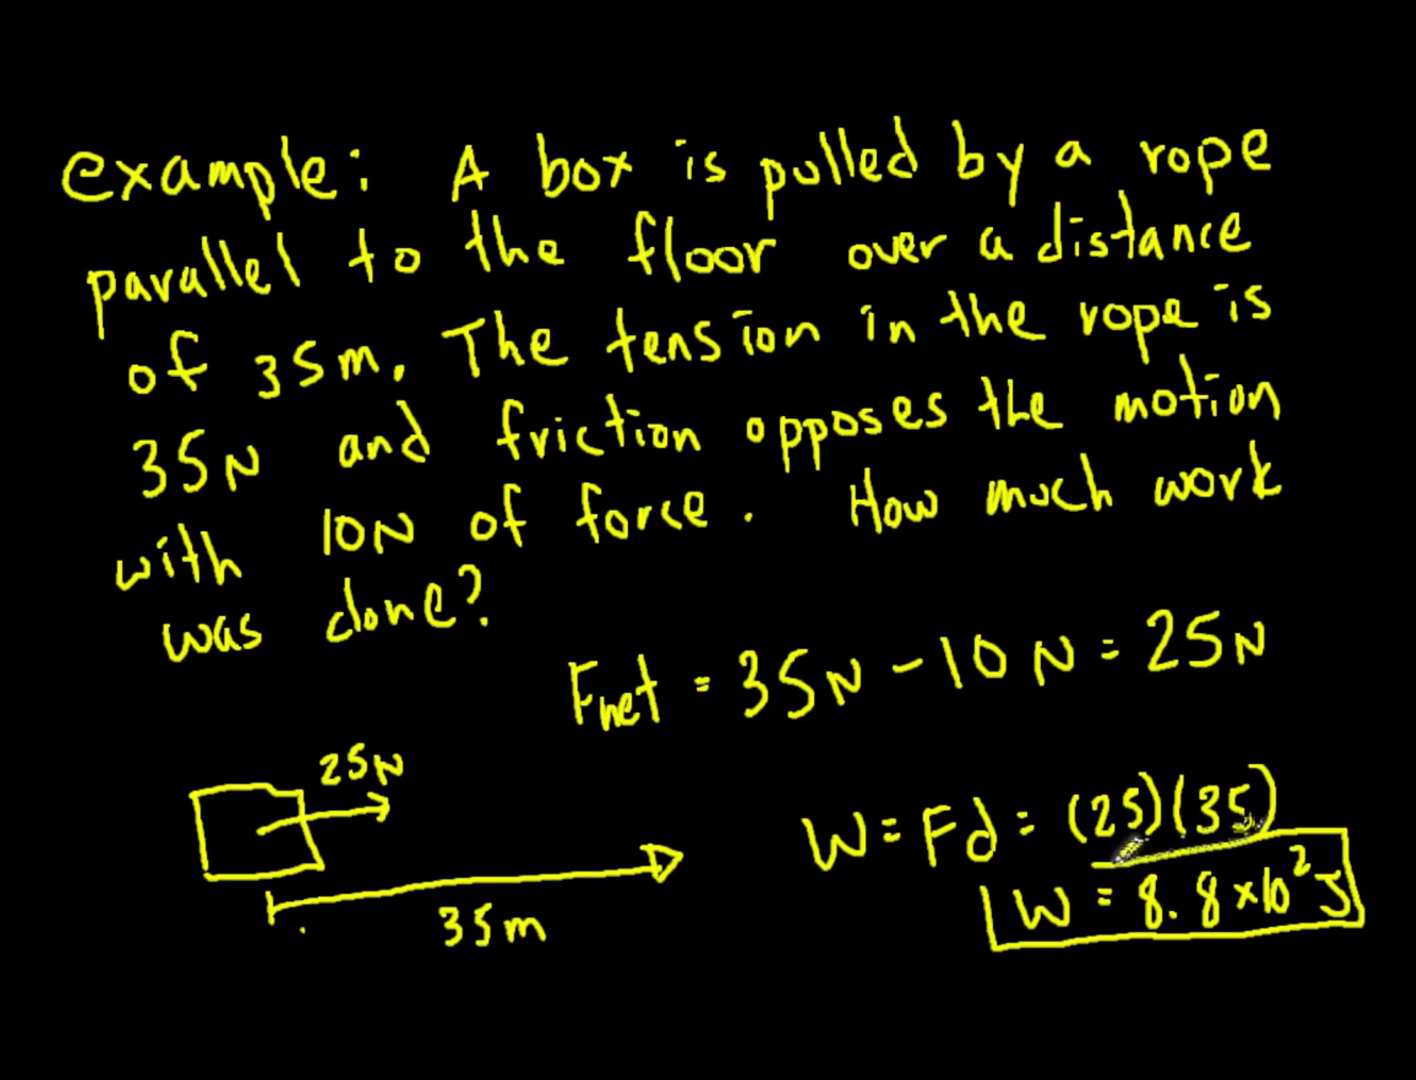 example: A box is pulled by a rope
parallel to the floor over a distance
of 35m. The tension in the rope is
35N and friction opposes the motion
with 10N of force. How much work
was done?
Fnet = 35N - 10N = 25N
25N
W = Fd = (25)(35)
W = 8.8 x 10² J
35m